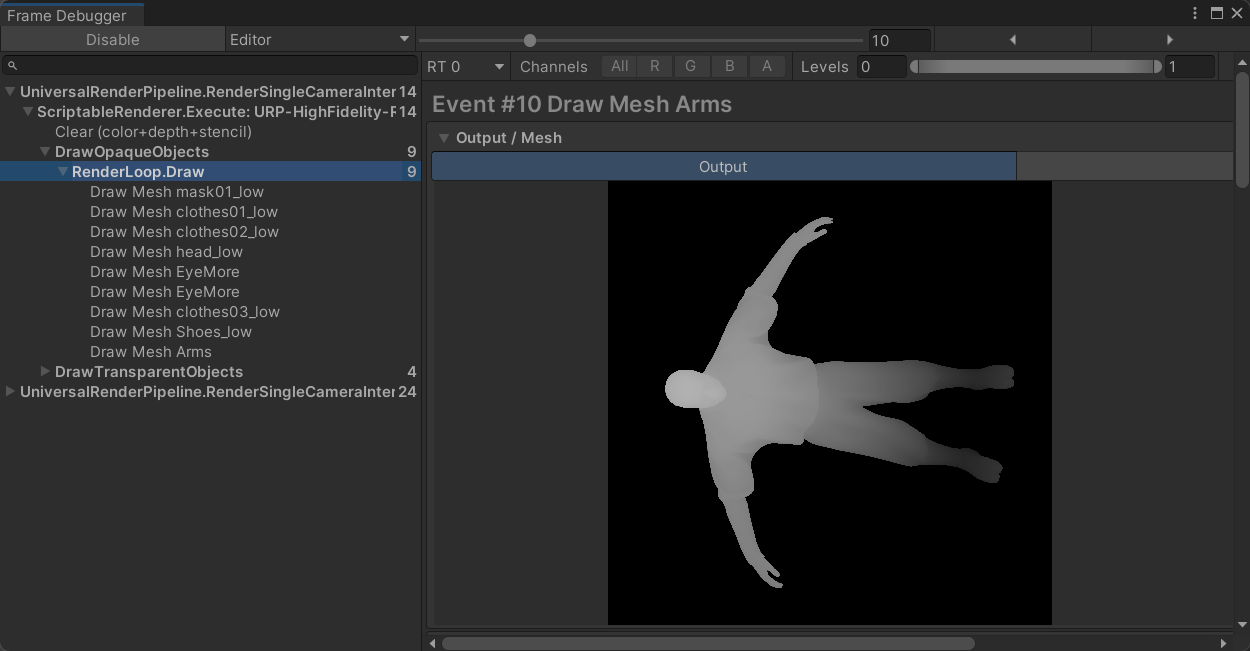 Frame Debugger
Disable
Editor
10
RT 0
Channels
All
R
G
B
A
Levels
0
1
UniversalRenderPipeline.RenderSingleCameraInter 14
ScriptableRenderer.Execute: URP-HighFidelity-F 14
Clear (color+depth+stencil)
DrawOpaqueObjects 9
RenderLoop.Draw 9
Draw Mesh mask01_low
Draw Mesh clothes01_low
Draw Mesh clothes02_low
Draw Mesh head_low
Draw Mesh EyeMore
Draw Mesh EyeMore
Draw Mesh clothes03_low
Draw Mesh Shoes_low
Draw Mesh Arms
DrawTransparentObjects 4
UniversalRenderPipeline.RenderSingleCameraInter 24
Event #10 Draw Mesh Arms
Output / Mesh
Output